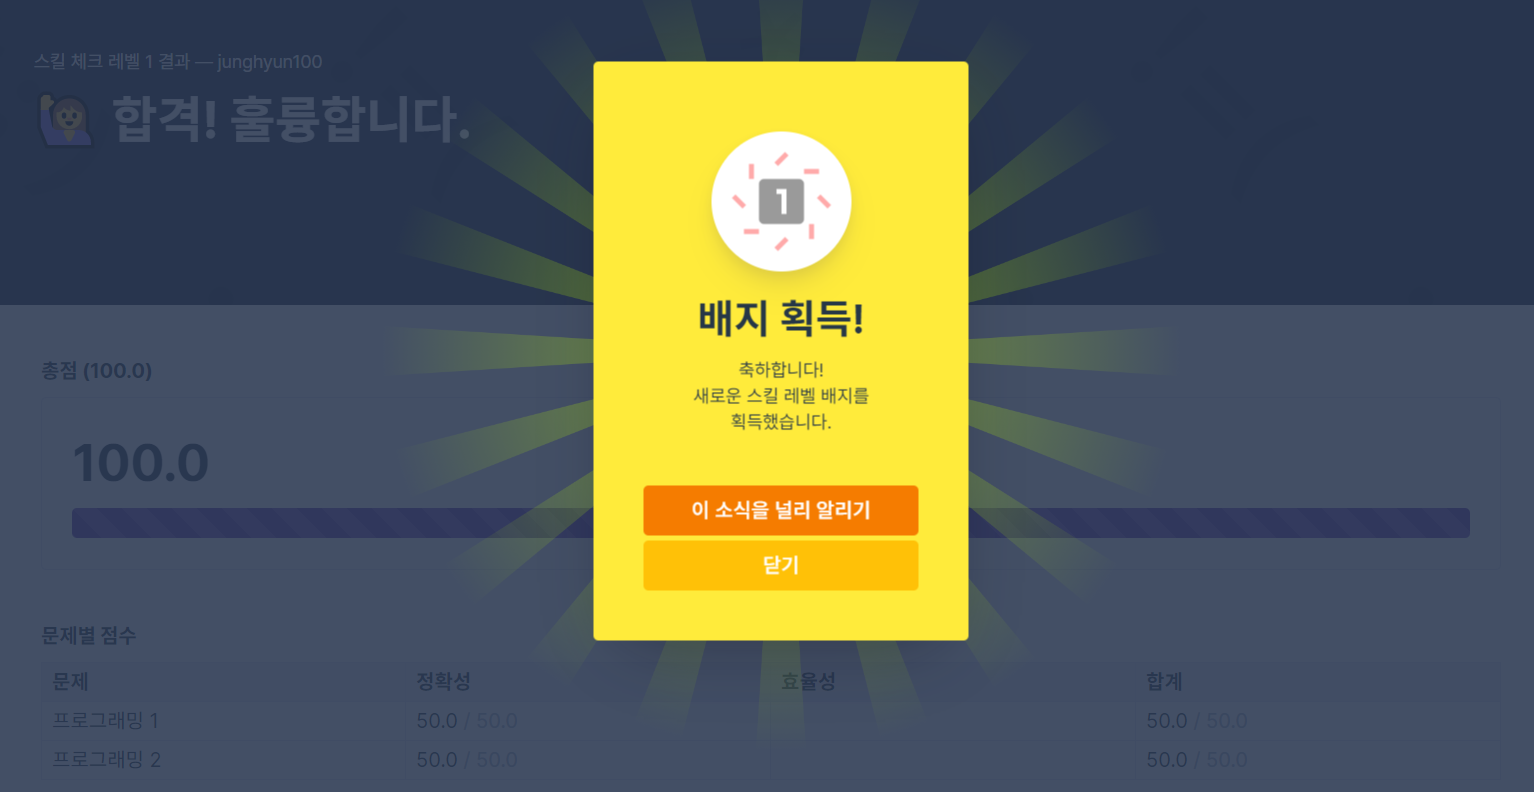 스킬 체크 레벨 1 결과 — junghyun100
합격! 훌륭합니다.
1
배지 획득!
축하합니다!
새로운 스킬 레벨 배지를
획득했습니다.
이 소식을 널리 알리기
닫기
총점 (100.0)
100.0
문제별 점수
문제 정확성 효율성 합계
프로그래밍 1 50.0 / 50.0 50.0 / 50.0
프로그래밍 2 50.0 / 50.0 50.0 / 50.0